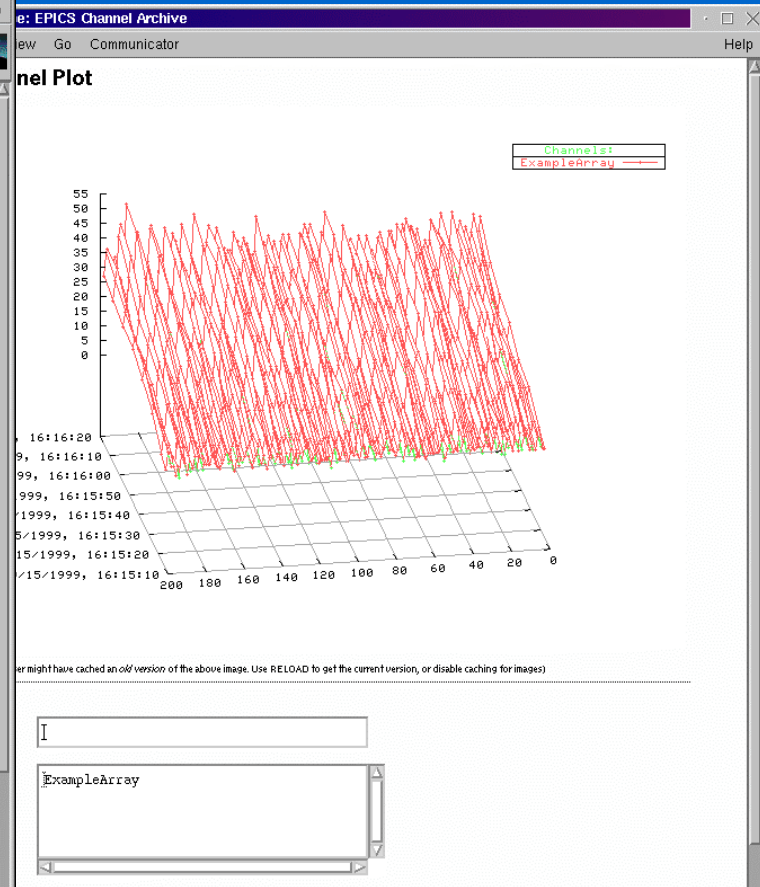 e: EPICS Channel Archive
iew Go Communicator Help
nel Plot
Channels:
ExampleArray
55
50
45
40
35
30
25
20
15
10
5
0
, 16:16:20
9, 16:16:10
99, 16:16:00
999, 16:15:50
1999, 16:15:40
5/1999, 16:15:30
15/1999, 16:15:20
/15/1999, 16:15:10
200 180 160 140 120 100 80 60 40 20 0
er might have cached an old version of the above image. Use RELOAD to get the current version, or disable caching for images)
ExampleArray